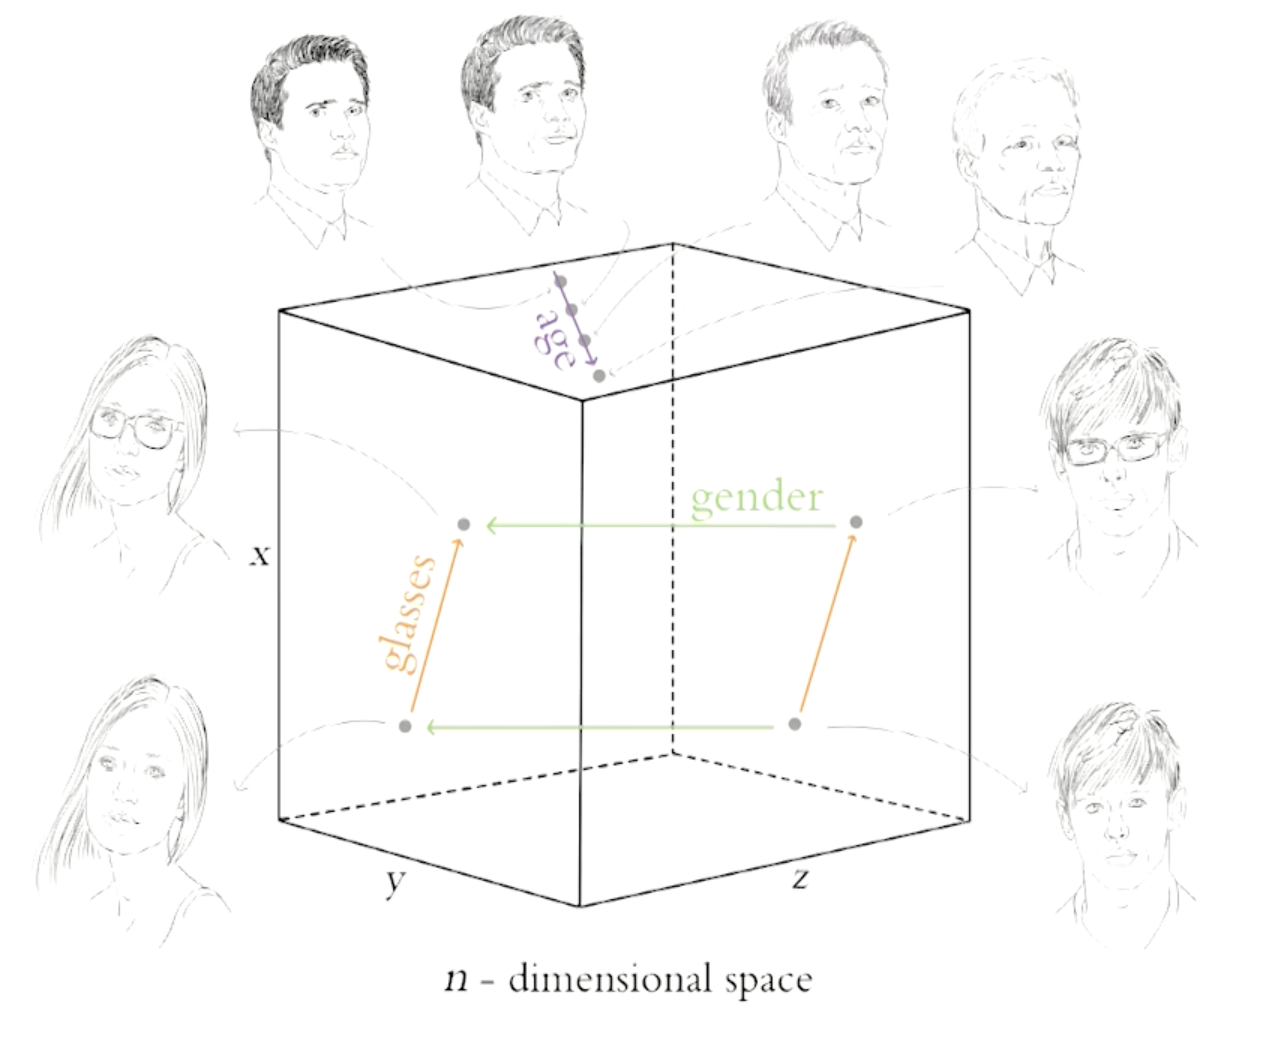 age
gender
glasses
x
y
z
n - dimensional space